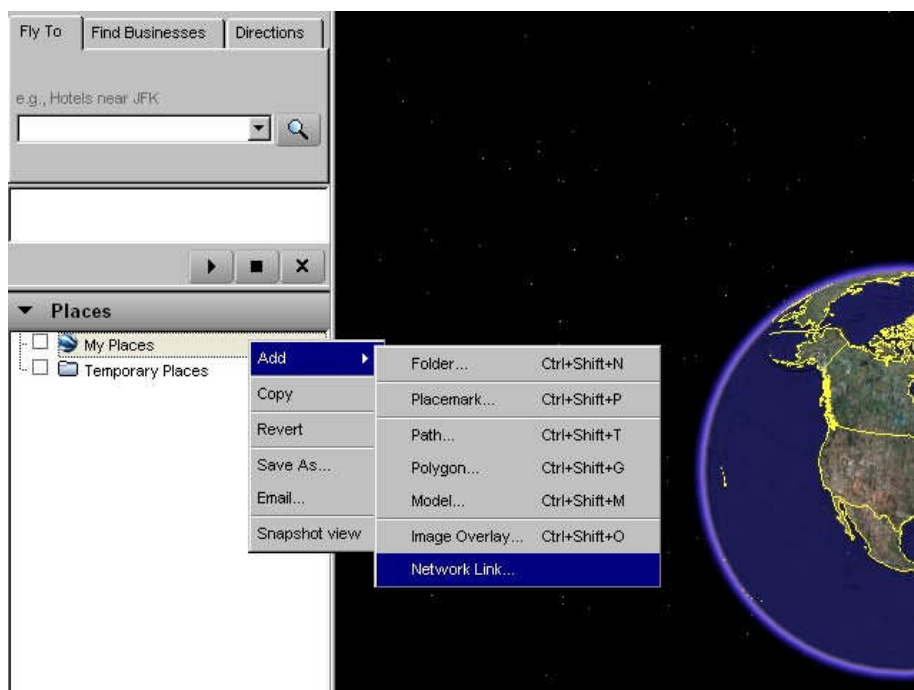 Fly To Find Businesses Directions
e.g., Hotels near JFK
Places
My Places
Temporary Places
Add
Copy
Revert
Save As...
Email...
Snapshot view
Folder... Ctrl+Shift+N
Placemark... Ctrl+Shift+P
Path... Ctrl+Shift+T
Polygon... Ctrl+Shift+G
Model... Ctrl+Shift+M
Image Overlay... Ctrl+Shift+O
Network Link...